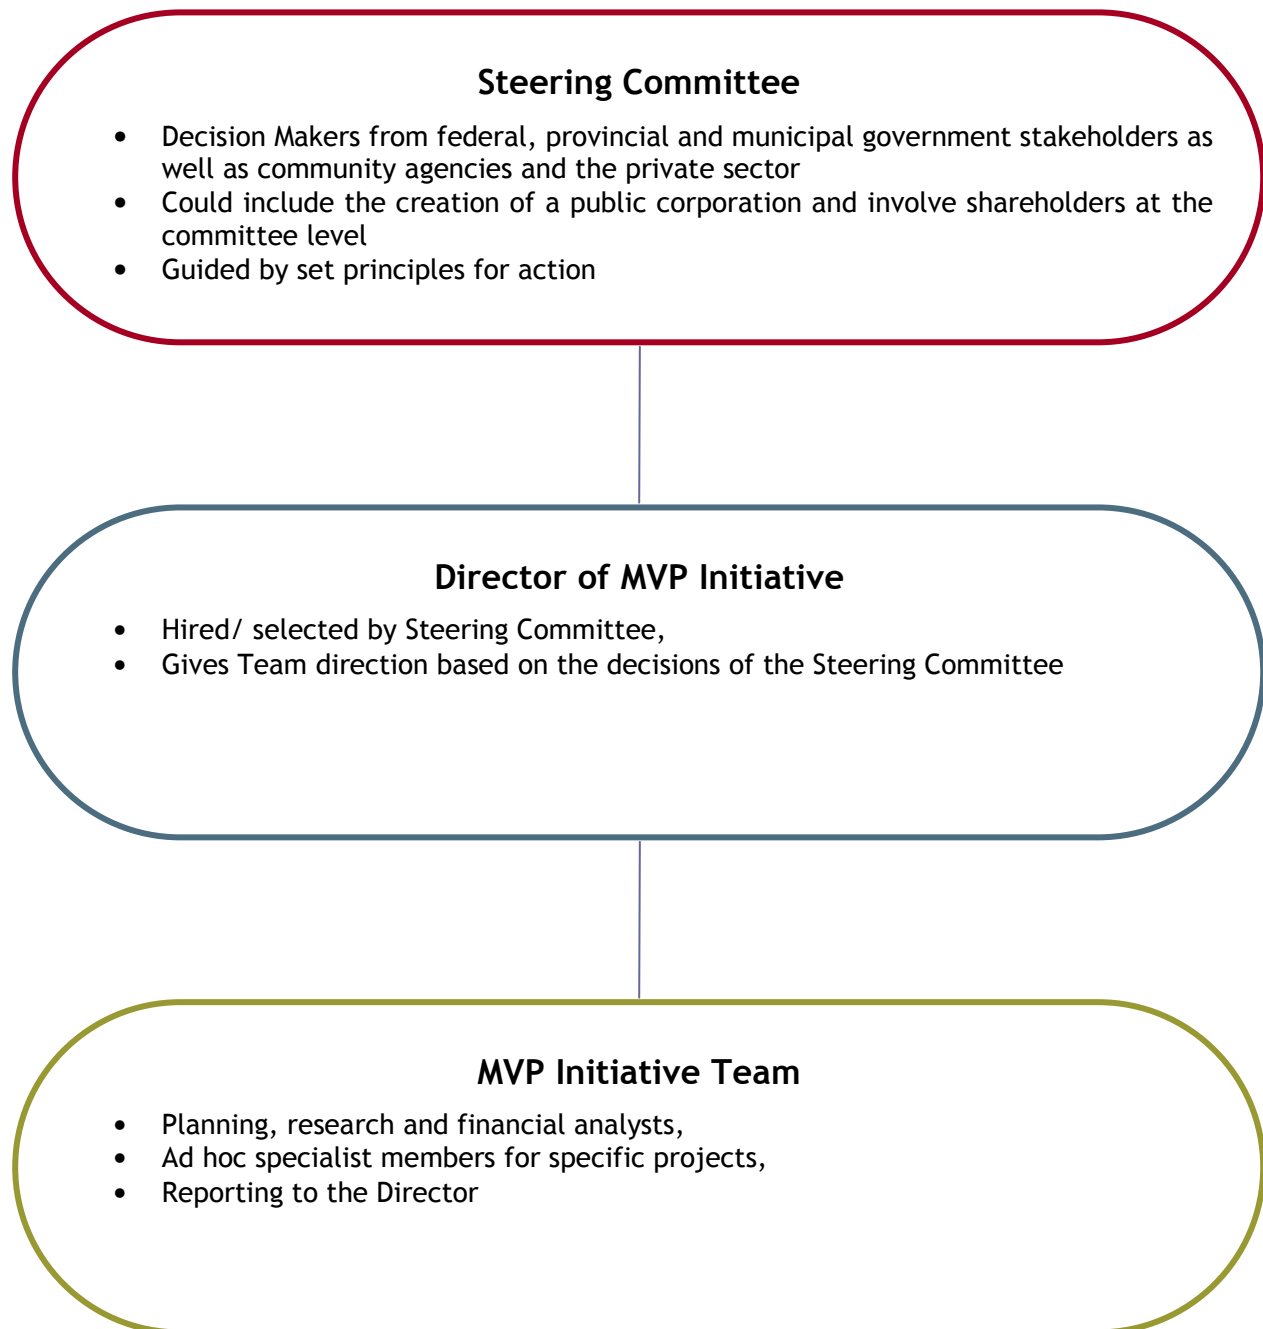 Steering Committee
• Decision Makers from federal, provincial and municipal government stakeholders as
well as community agencies and the private sector
• Could include the creation of a public corporation and involve shareholders at the
committee level
• Guided by set principles for action
Director of MVP Initiative
• Hired/ selected by Steering Committee,
• Gives Team direction based on the decisions of the Steering Committee
MVP Initiative Team
• Planning, research and financial analysts,
• Ad hoc specialist members for specific projects,
• Reporting to the Director